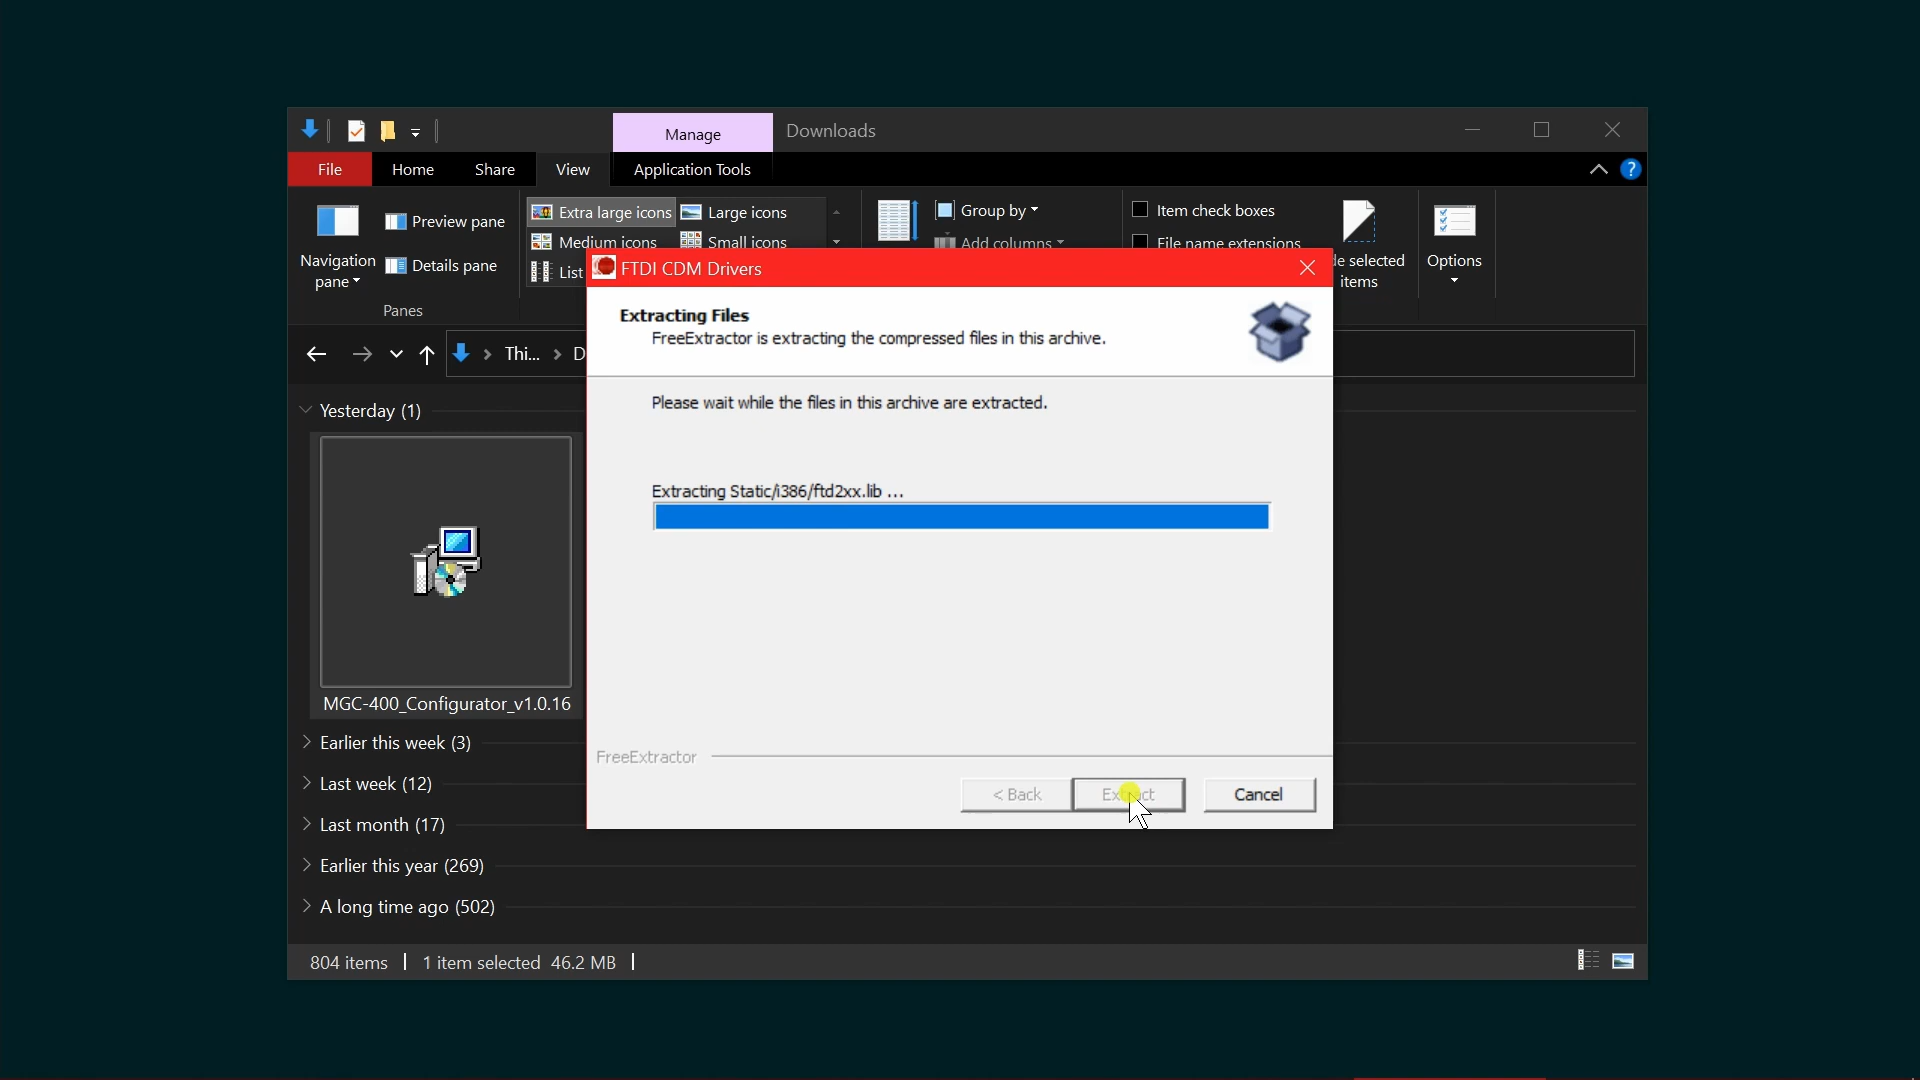 Manage
Downloads
File
Home
Share
View
Application Tools
Navigation
pane
Preview pane
Details pane
Panes
Extra large icons
Large icons
Medium icons
Small icons
List
Group by
Add columns
Item check boxes
File name extensions
de selected
items
Options
Thi...
D
FTDI CDM Drivers
Extracting Files
FreeExtractor is extracting the compressed files in this archive.
Please wait while the files in this archive are extracted.
Extracting Static/i386/ftd2xx.lib ...
FreeExtractor
< Back
Extract
Cancel
Yesterday (1)
MGC-400_Configurator_v1.0.16
Earlier this week (3)
Last week (12)
Last month (17)
Earlier this year (269)
A long time ago (502)
804 items
1 item selected 46.2 MB